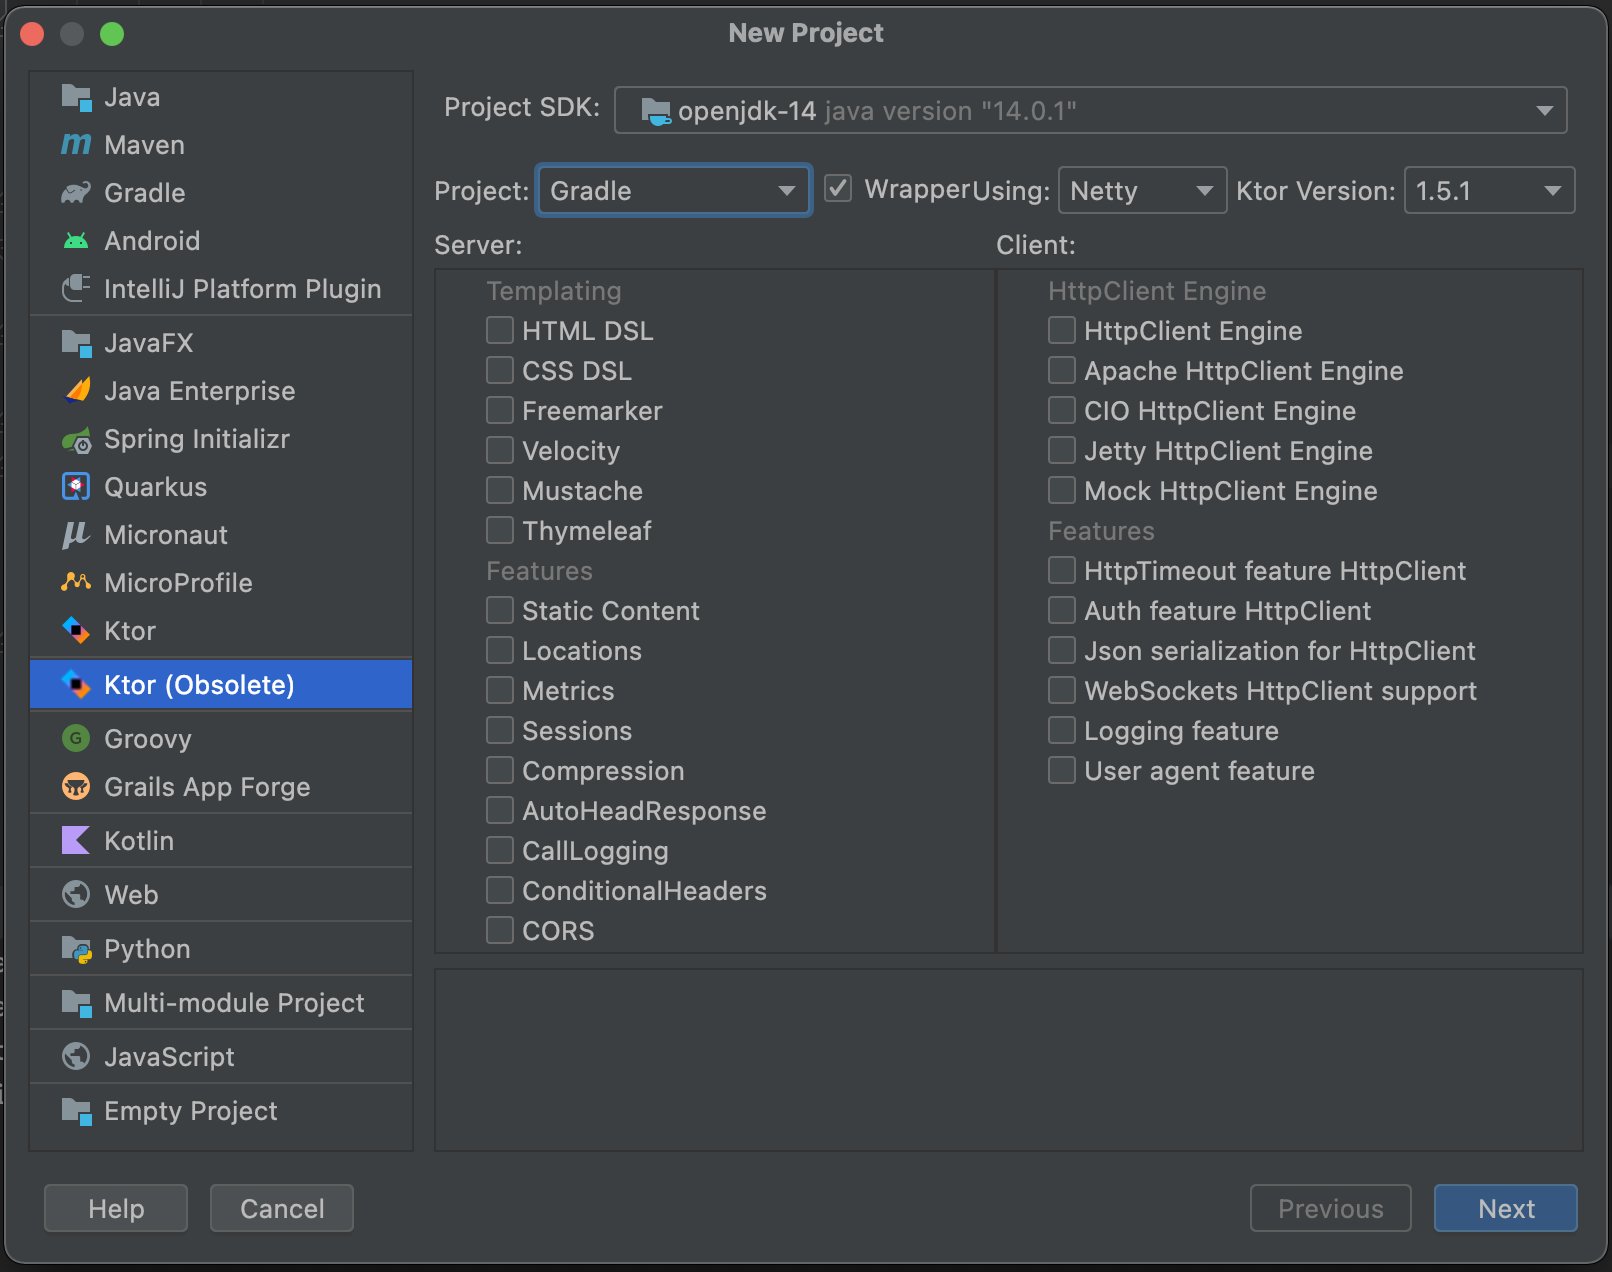 New Project
Java
Maven
Gradle
Android
IntelliJ Platform Plugin
JavaFX
Java Enterprise
Spring Initializr
Quarkus
Micronaut
MicroProfile
Ktor
Ktor (Obsolete)
Groovy
Grails App Forge
Kotlin
Web
Python
Multi-module Project
JavaScript
Empty Project
Project SDK: openjdk-14 java version "14.0.1"
Project: Gradle Wrapper Using: Netty Ktor Version: 1.5.1
Server:
Templating
HTML DSL
CSS DSL
Freemarker
Velocity
Mustache
Thymeleaf
Features
Static Content
Locations
Metrics
Sessions
Compression
AutoHeadResponse
CallLogging
ConditionalHeaders
CORS
Client:
HttpClient Engine
HttpClient Engine
Apache HttpClient Engine
CIO HttpClient Engine
Jetty HttpClient Engine
Mock HttpClient Engine
Features
HttpTimeout feature HttpClient
Auth feature HttpClient
Json serialization for HttpClient
WebSockets HttpClient support
Logging feature
User agent feature
Help Cancel Previous Next